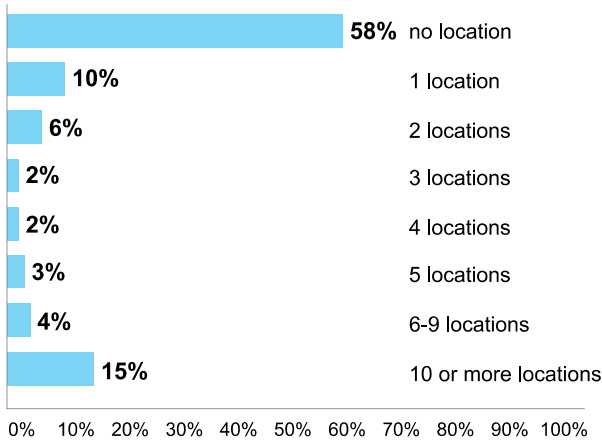 58% no location
10% 1 location
6% 2 locations
2% 3 locations
2% 4 locations
3% 5 locations
4% 6-9 locations
15% 10 or more locations
0% 10% 20% 30% 40% 50% 60% 70% 80% 90% 100%